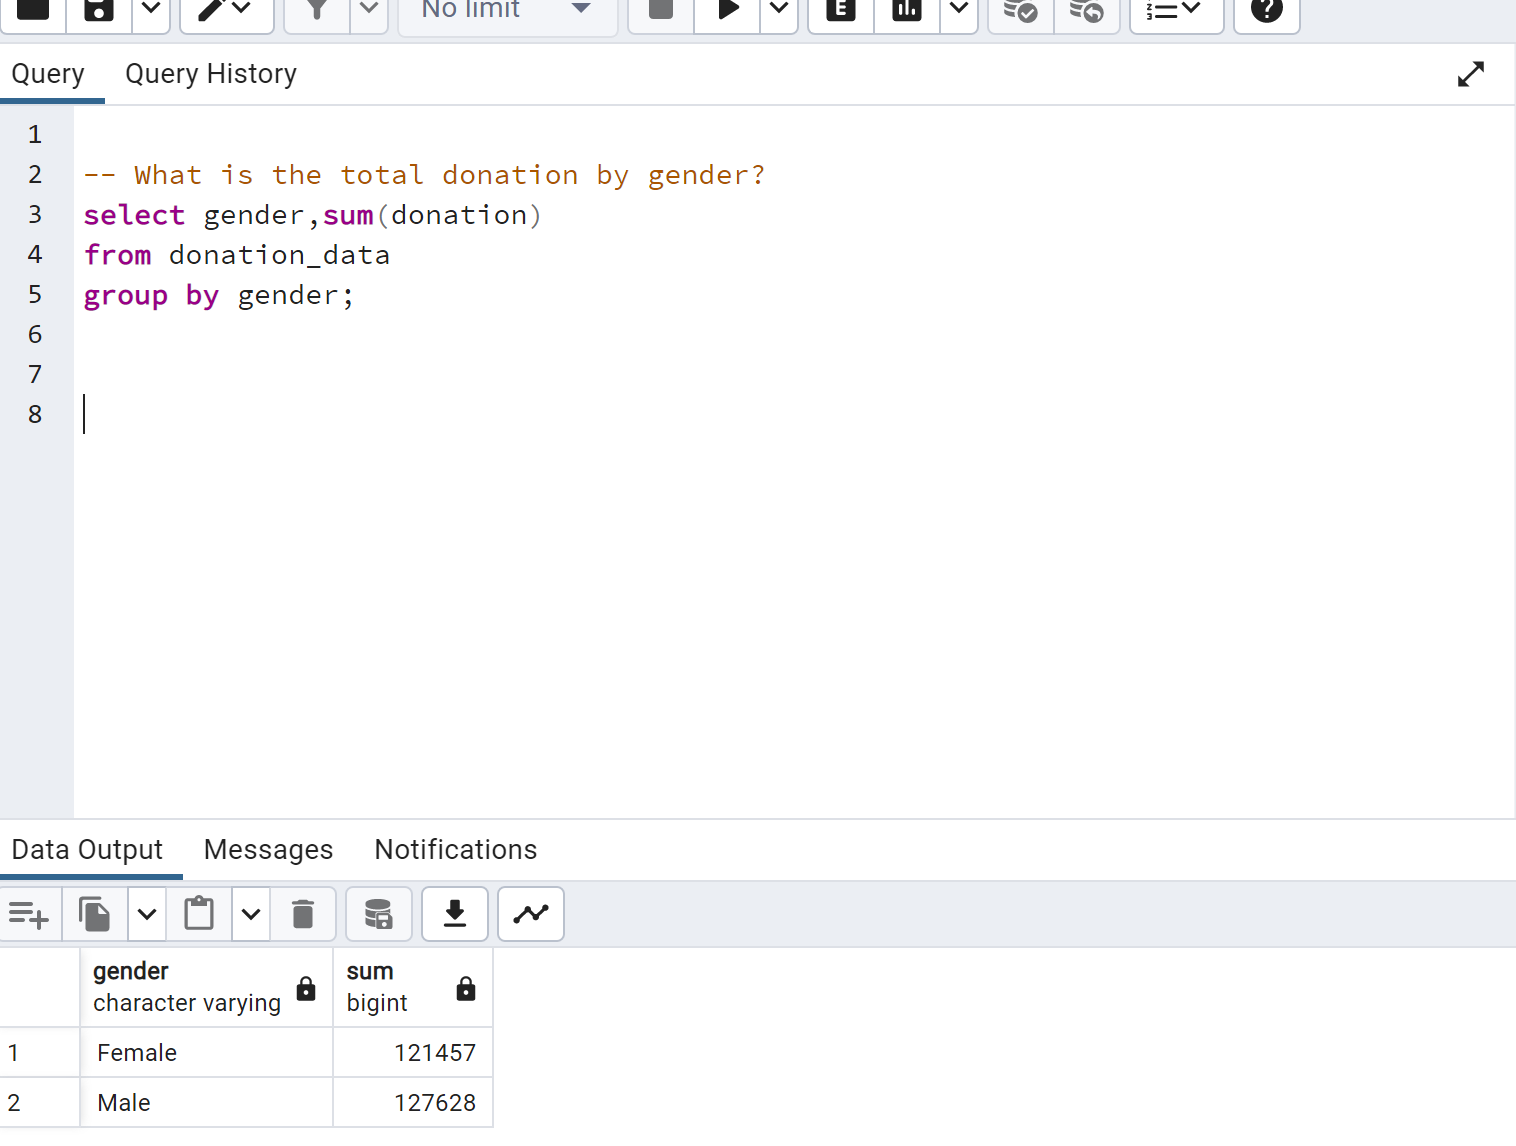 No limit
E
Query Query History
1
2 -- What is the total donation by gender?
3 select gender,sum(donation)
4 from donation_data
5 group by gender;
6
7
8
Data Output Messages Notifications
gender sum
character varying bigint
1 Female 121457
2 Male 127628